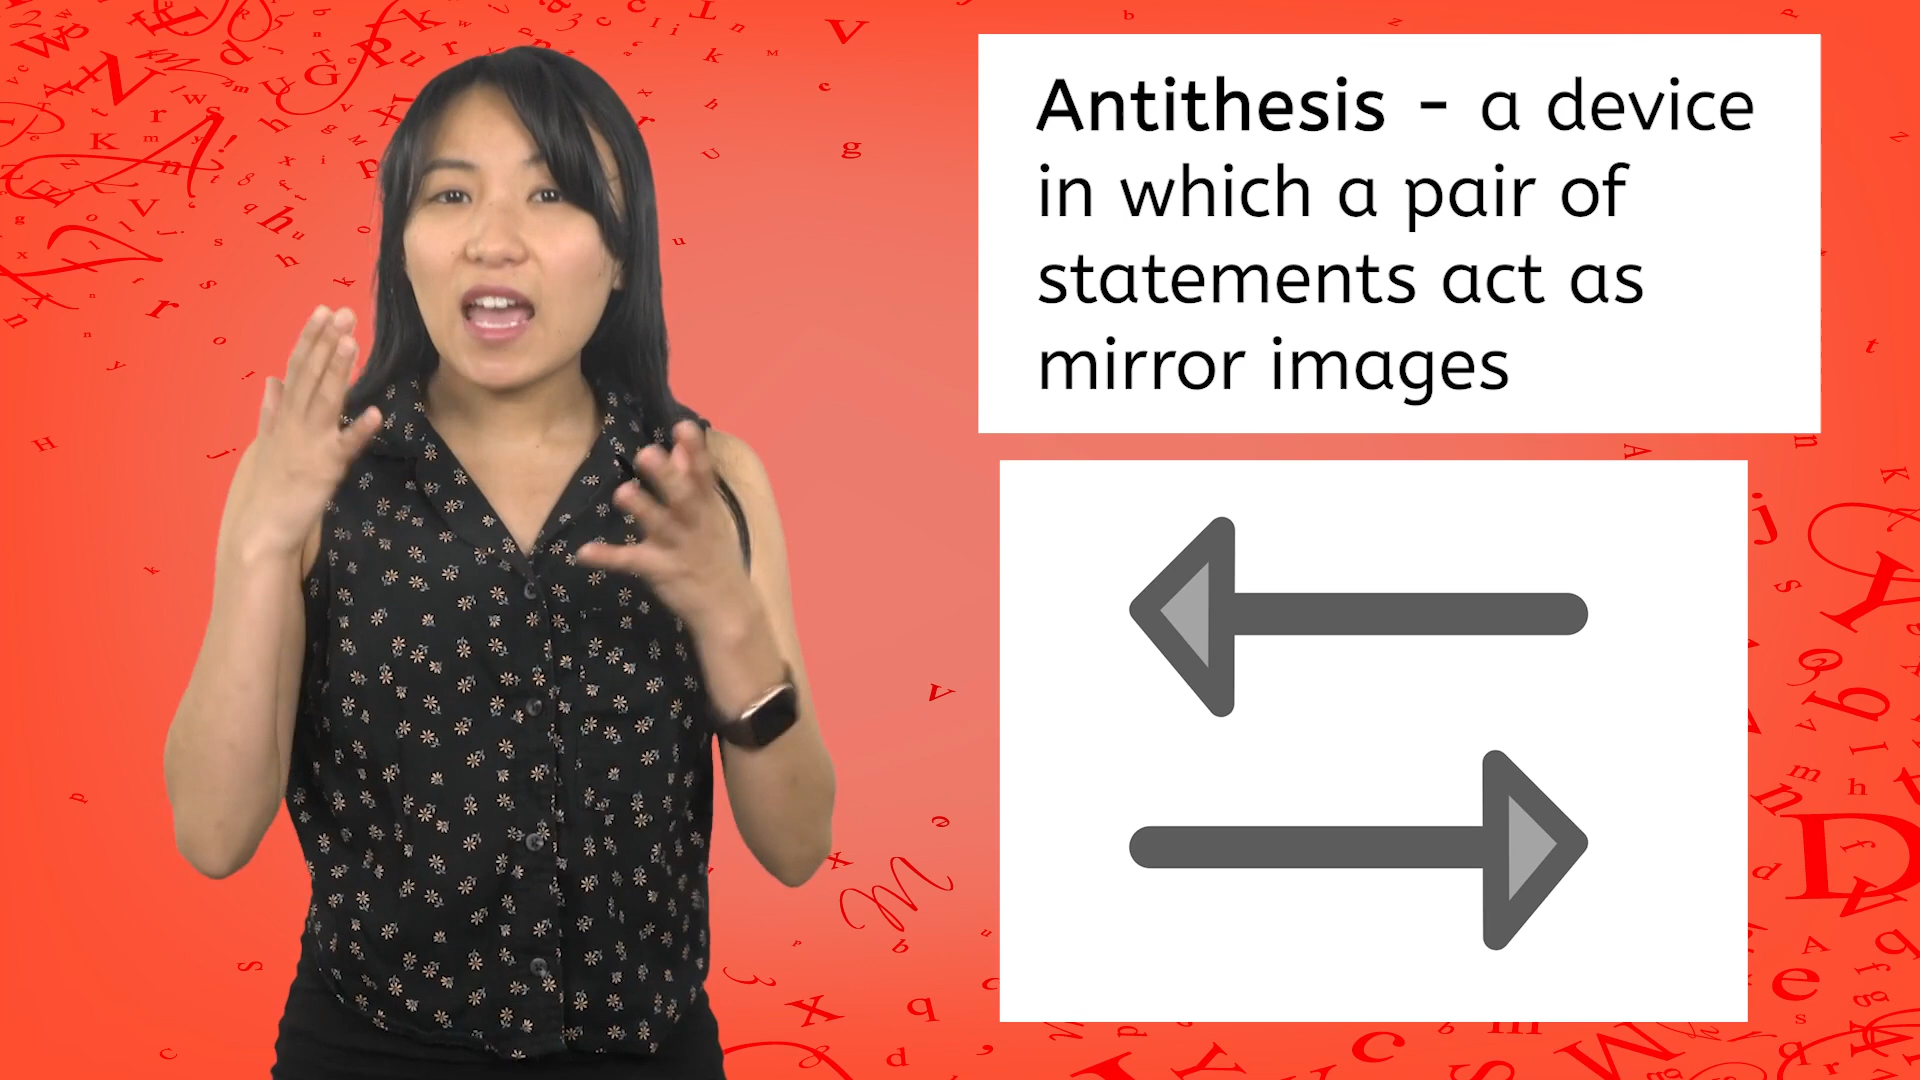 Antithesis - a device
in which a pair of
statements act as
mirror images